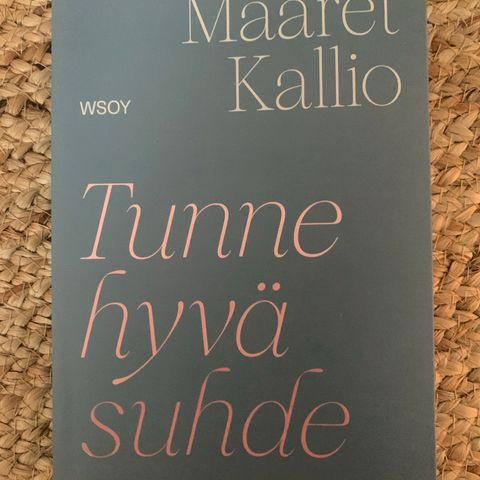 Maaret
Kallio
WSOY
Tunne
hyvä
suhde